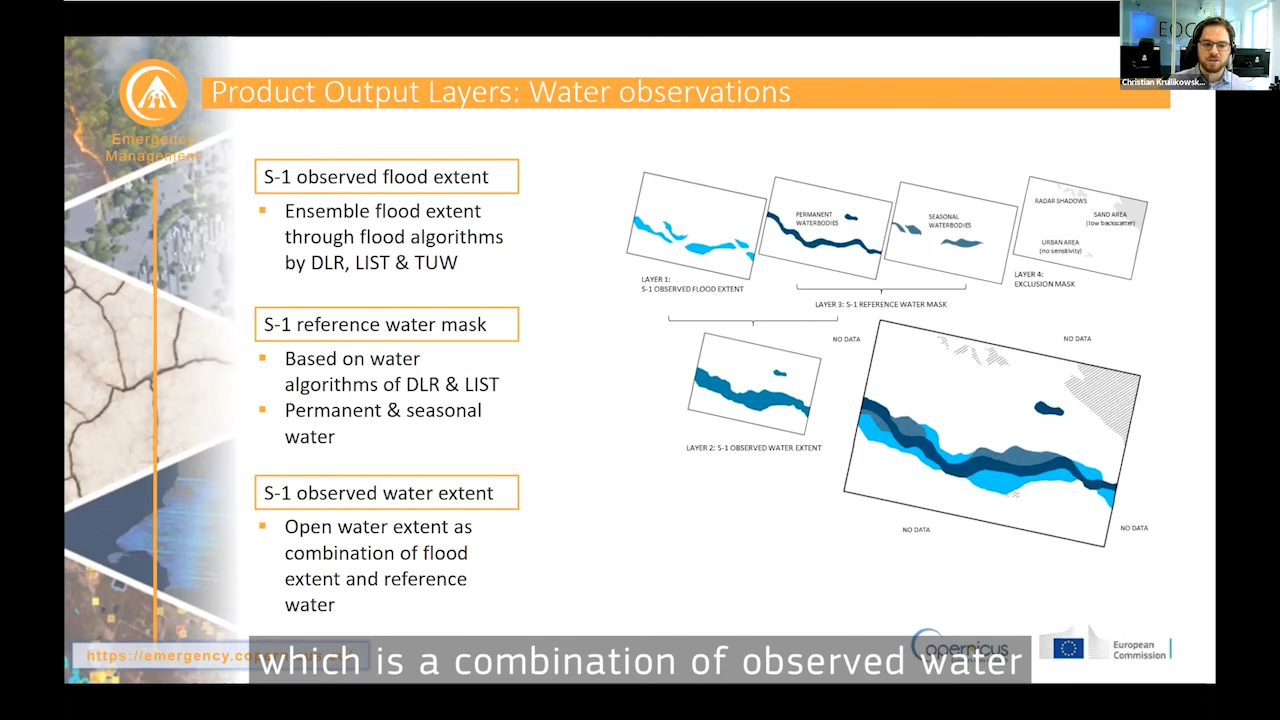 EOC
Christian Krullikowsk...
Product Output Layers: Water observations
Emergency
Management
S-1 observed flood extent
Ensemble flood extent
through flood algorithms
by DLR, LIST & TUW
S-1 reference water mask
Based on water
algorithms of DLR & LIST
Permanent & seasonal
water
S-1 observed water extent
Open water extent as
combination of flood
extent and reference
water
PERMANENT
WATERBODIES
SEASONAL
WATERBODIES
RADAR SHADOWS
SAND AREA
(low backscatter)
URBAN AREA
(no sensitivity)
LAYER 1:
S-1 OBSERVED FLOOD EXTENT
LAYER 3: S-1 REFERENCE WATER MASK
LAYER 4:
EXCLUSION MASK
NO DATA
NO DATA
LAYER 2: S-1 OBSERVED WATER EXTENT
NO DATA
NO DATA
https://emergency.cop
which is a combination of observed water
opernicus
European
Commission